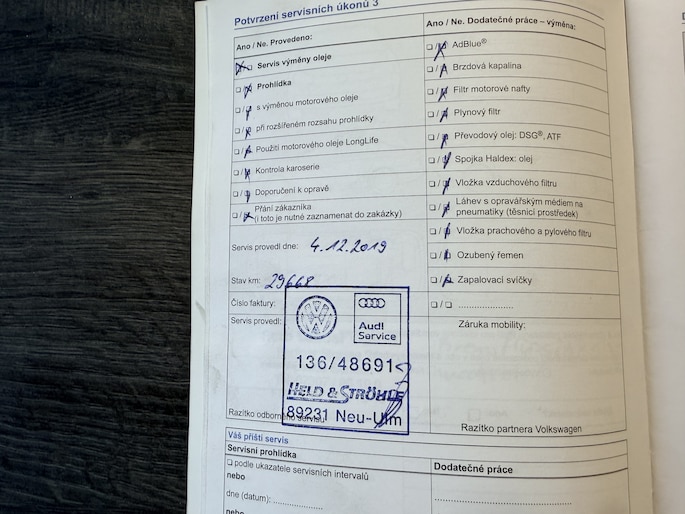 Potvrzení servisních úkonů 3
Ano / Ne. Provedeno:
Servis výměny oleje
Prohlídka
s výměnou motorového oleje
při rozšířeném rozsahu prohlídky
Použití motorového oleje LongLife
Kontrola karoserie
Doporučení k opravě
Přání zákazníka
(i toto je nutné zaznamenat do zakázky)
Servis provedl dne: 4.12.2019
Stav km: 29668
Číslo faktury:
Servis provedl:
Audi
Service
136/48691
HELD & STRÖHLE
89231 Neu-Ulm
Razítko odborného servisu
Ano / Ne. Dodatečné práce – výměna:
AdBlue®
Brzdová kapalina
Filtr motorové nafty
Plynový filtr
Převodový olej: DSG®, ATF
Spojka Haldex: olej
Vložka vzduchového filtru
Láhev s opravářským médiem na
pneumatiky (těsnicí prostředek)
Vložka prachového a pylového filtru
Ozubený řemen
Zapalovací svíčky
☐ / ☐ ....................
Záruka mobility:
Razítko partnera Volkswagen
Váš příští servis
Servisní prohlídka
☐ podle ukazatele servisních intervalů
nebo
dne (datum): ..................
nebo
Dodatečné práce
..................................................